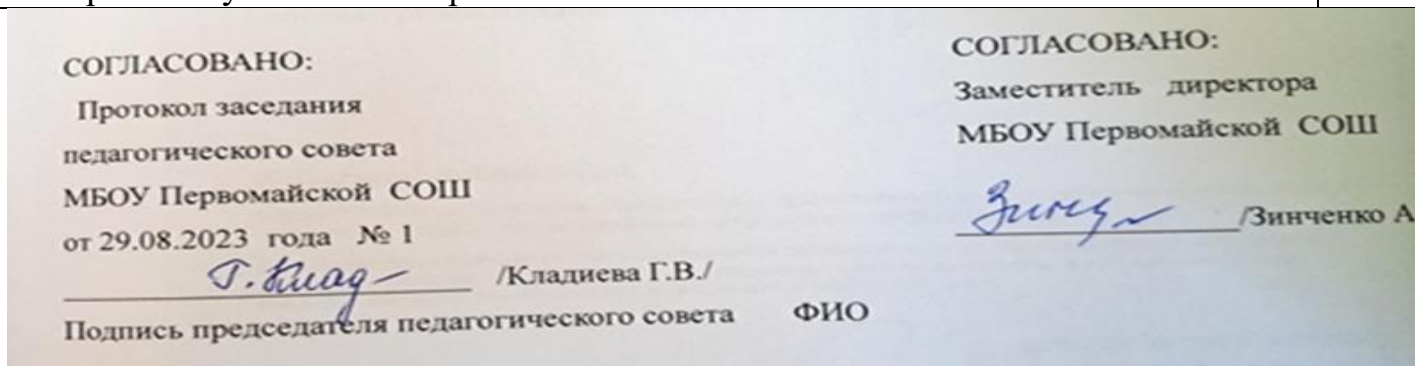 СОГЛАСОВАНО:
Протокол заседания
педагогического совета
МБОУ Первомайской СОШ
от 29.08.2023 года № 1
Г. Клад /Кладиева Г.В./
Подпись председателя педагогического совета ФИО
СОГЛАСОВАНО:
Заместитель директора
МБОУ Первомайской СОШ
/Зинченко А